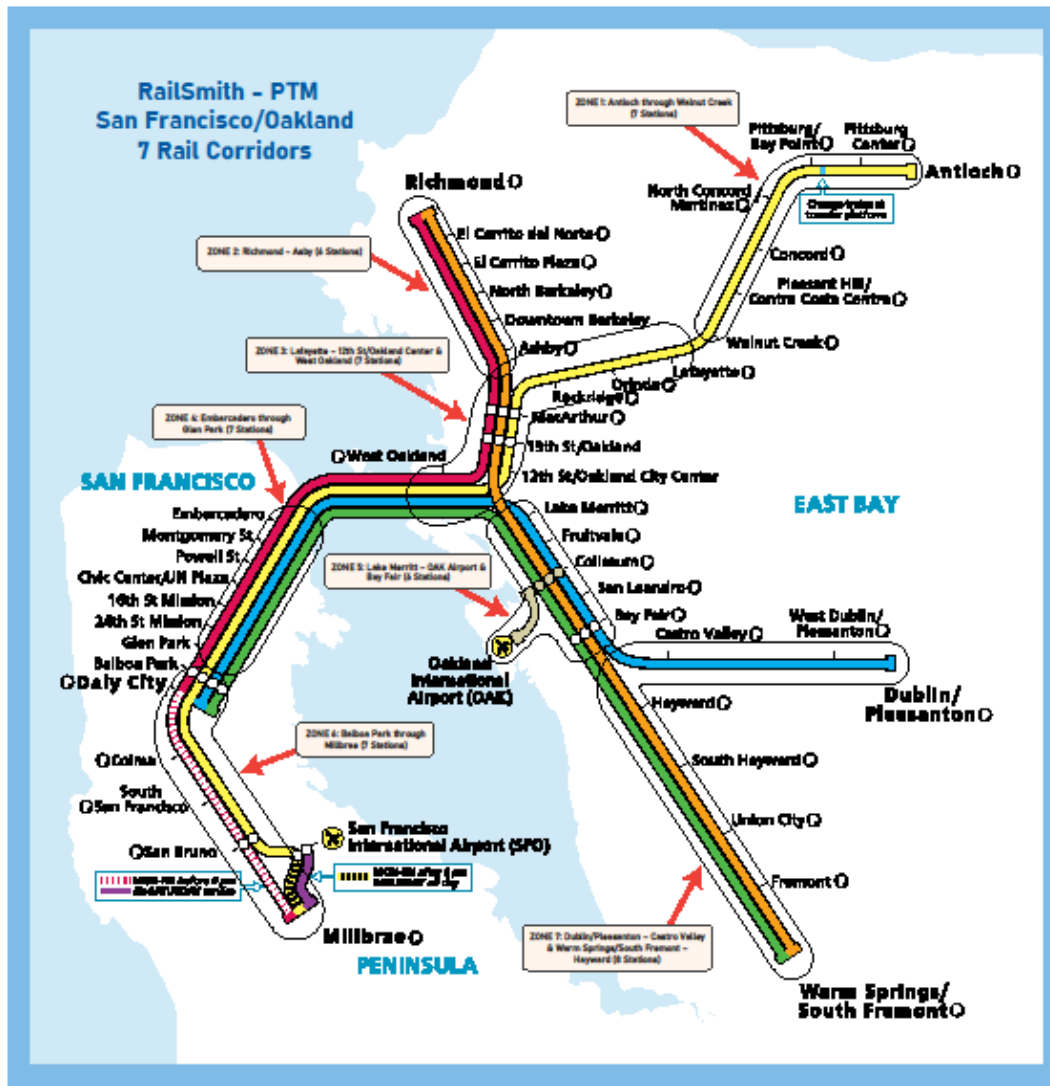 RailSmith - PTM
San Francisco/Oakland
7 Rail Corridors
ZONE 1: Antioch through Walnut Creek
(7 Stations)
Pittsburg/
Bay Point
Pittsburg
Center
Antioch
North Concord
Martinez
Change trains at
transfer platform
Richmond
El Cerrito del Norte
ZONE 2: Richmond - Asby (6 Stations)
El Cerrito Plaza
Concord
North Berkeley
Pleasant Hill/
Contra Costa Centre
Downtown Berkeley
Ashby
Walnut Creek
ZONE 3: Lafayette - 12th St/Oakland Center &
West Oakland (7 Stations)
Lafayette
Orinda
Rockridge
MacArthur
ZONE 4: Embarcadero through
Glen Park (7 Stations)
19th St/Oakland
West Oakland
12th St/Oakland City Center
SAN FRANCISCO
EAST BAY
Embarcadero
Lake Merritt
Montgomery St
Fruitvale
Powell St
Coliseum
ZONE 5: Lake Merritt - OAK Airport &
Bay Fair (6 Stations)
Civic Center/UN Plaza
San Leandro
16th St Mission
Bay Fair
24th St Mission
Castro Valley
West Dublin/
Pleasanton
Glen Park
Balboa Park
Daly City
Oakland
International
Airport (OAK)
Dublin/
Pleasanton
Hayward
ZONE 6: Balboa Park through
Millbrae (7 Stations)
Colma
South Hayward
South
San Francisco
Union City
San Francisco
International Airport (SFO)
San Bruno
Fremont
Millbrae
PENINSULA
ZONE 7: Dublin/Pleasanton - Castro Valley
& Warm Springs/South Fremont -
Hayward (8 Stations)
Warm Springs/
South Fremont